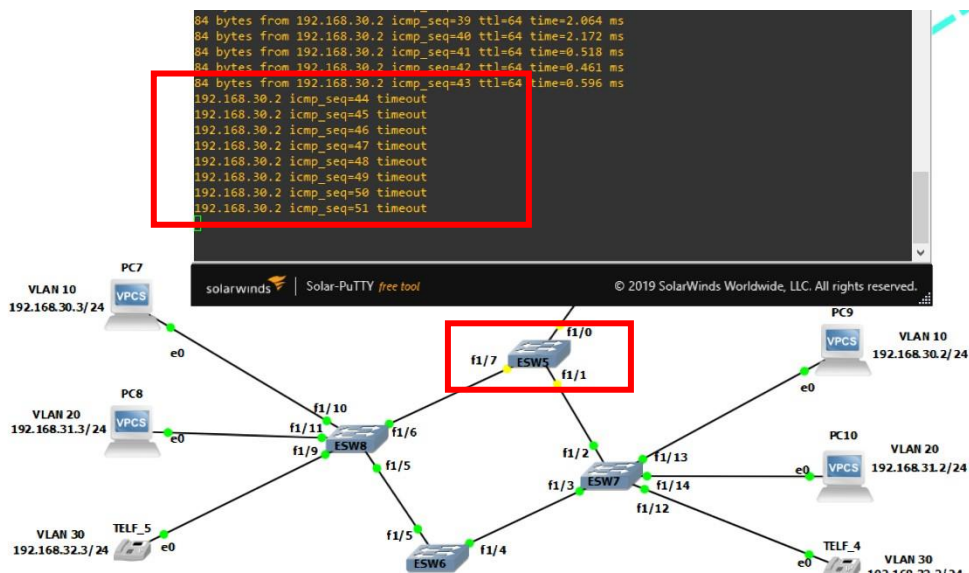 84 bytes from 192.168.30.2 icmp_seq=39 ttl=64 time=2.064 ms
84 bytes from 192.168.30.2 icmp_seq=40 ttl=64 time=2.172 ms
84 bytes from 192.168.30.2 icmp_seq=41 ttl=64 time=0.518 ms
84 bytes from 192.168.30.2 icmp_seq=42 ttl=64 time=0.461 ms
84 bytes from 192.168.30.2 icmp_seq=43 ttl=64 time=0.596 ms
192.168.30.2 icmp_seq=44 timeout
192.168.30.2 icmp_seq=45 timeout
192.168.30.2 icmp_seq=46 timeout
192.168.30.2 icmp_seq=47 timeout
192.168.30.2 icmp_seq=48 timeout
192.168.30.2 icmp_seq=49 timeout
192.168.30.2 icmp_seq=50 timeout
192.168.30.2 icmp_seq=51 timeout
solarwinds Solar-PuTTY free tool © 2019 SolarWinds Worldwide, LLC. All rights reserved.
PC7
VLAN 10
192.168.30.3/24
VPCS
e0
PC8
VLAN 20
192.168.31.3/24
VPCS
e0
TELF_5
VLAN 30
192.168.32.3/24
e0
f1/10
f1/11
f1/9
ESW8
f1/6
f1/5
f1/0
f1/7
ESW5
f1/1
f1/5
ESW6
f1/4
f1/2
f1/3
ESW7
f1/13
f1/14
f1/12
PC9
VPCS
VLAN 10
192.168.30.2/24
e0
PC10
VPCS
VLAN 20
192.168.31.2/24
e0
TELF_4
e0
VLAN 30